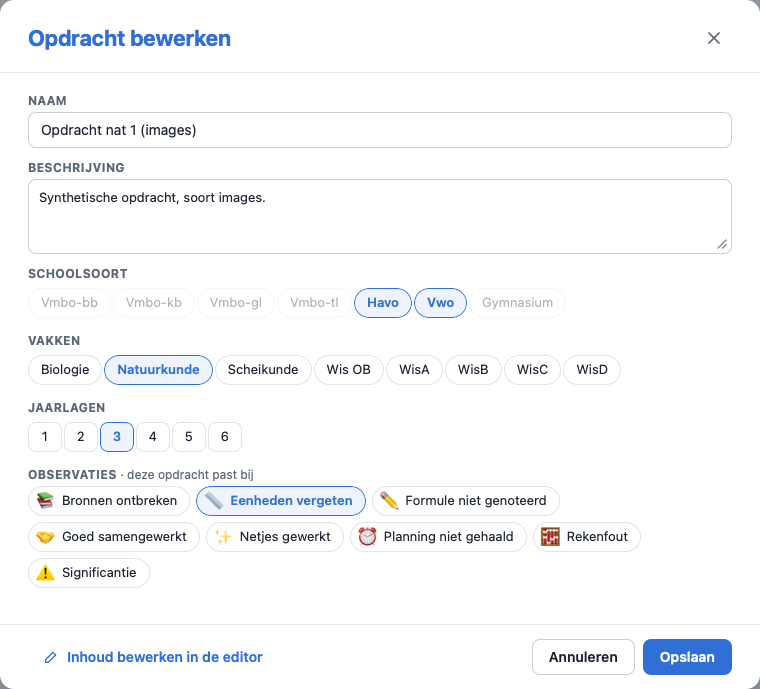 Opdracht bewerken
NAAM
Opdracht nat 1 (images)
BESCHRIJVING
Synthetische opdracht, soort images.
SCHOOLSOORT
Vmbo-bb Vmbo-kb Vmbo-gl Vmbo-tl Havo Vwo Gymnasium
VAKKEN
Biologie Natuurkunde Scheikunde Wis OB WisA WisB WisC WisD
JAARLAGEN
1 2 3 4 5 6
OBSERVATIES · deze opdracht past bij
Bronnen ontbreken Eenheden vergeten Formule niet genoteerd
Goed samengewerkt Netjes gewerkt Planning niet gehaald Rekenfout
Significantie
Inhoud bewerken in de editor Annuleren Opslaan